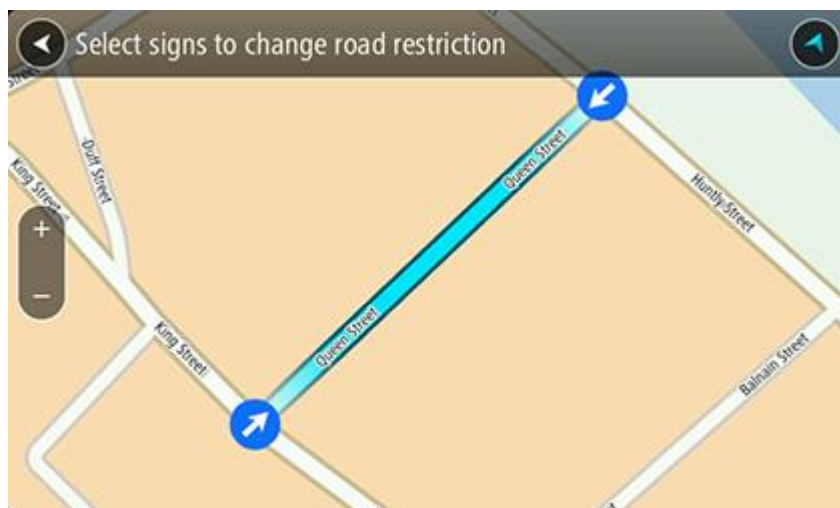 Select signs to change road restriction
Street
Duff Street
King Street
Queen Street
Huntly Street
+
−
Queen Street
King Street
Balnain Street